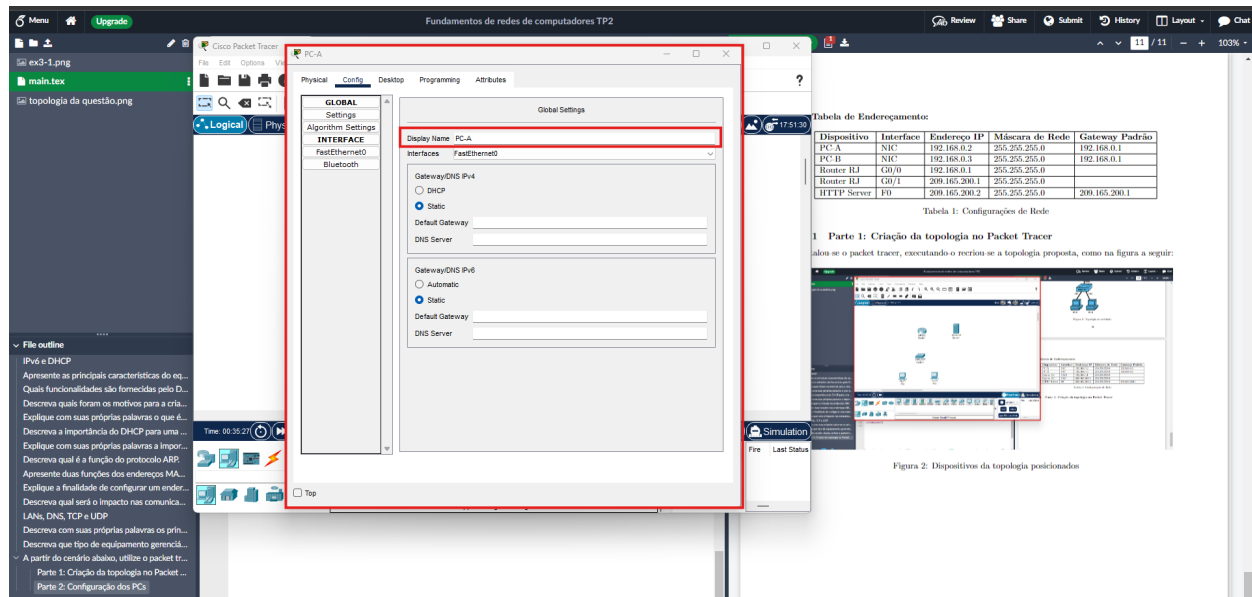 Menu
Upgrade
Fundamentos de redes de computadores TP2
Review
Share
Submit
History
Layout
Chat
ex3-1.png
main.tex
topologia da questão.png
11 / 11
103%
File outline
IPv6 e DHCP
Apresente as principais características do eq...
Quais funcionalidades são fornecidas pelo D...
Descreva quais foram os motivos para a cria...
Explique com suas próprias palavras o que é...
Descreva a importância do DHCP para uma ...
Explique com suas próprias palavras a impor...
Descreva qual é a função do protocolo ARP.
Apresente duas funções dos endereços MA...
Explique a finalidade de configurar um ender...
Descreva qual será o impacto nas comunica...
LANs, DNS, TCP e UDP
Descreva com suas próprias palavras os prin...
Descreva que tipo de equipamento gerenciá...
A partir do cenário abaixo, utilize o packet tr...
Parte 1: Criação da topologia no Packet ...
Parte 2: Configuração dos PCs
Cisco Packet Tracer
File Edit Options
Logical
Phys
17:51:30
Time: 00:35:27
Simulation
Fire Last Status
PC-A
Physical Config Desktop Programming Attributes
GLOBAL
Settings
Algorithm Settings
INTERFACE
FastEthernet0
Bluetooth
Global Settings
Display Name PC-A
Interfaces FastEthernet0
Gateway/DNS IPv4
DHCP
Static
Default Gateway
DNS Server
Gateway/DNS IPv6
Automatic
Static
Default Gateway
DNS Server
Top
?
Tabela de Endereçamento:
Dispositivo Interface Endereço IP Máscara de Rede Gateway Padrão
PC-A NIC 192.168.0.2 255.255.255.0 192.168.0.1
PC-B NIC 192.168.0.3 255.255.255.0 192.168.0.1
Router RJ G0/0 192.168.0.1 255.255.255.0
Router RJ G0/1 209.165.200.1 255.255.255.0
HTTP Server F0 209.165.200.2 255.255.255.0 209.165.200.1
Tabela 1: Configurações de Rede
1 Parte 1: Criação da topologia no Packet Tracer
alou-se o packet tracer, executando-o recriou-se a topologia proposta, como na figura a seguir:
Figura 2: Dispositivos da topologia posicionados